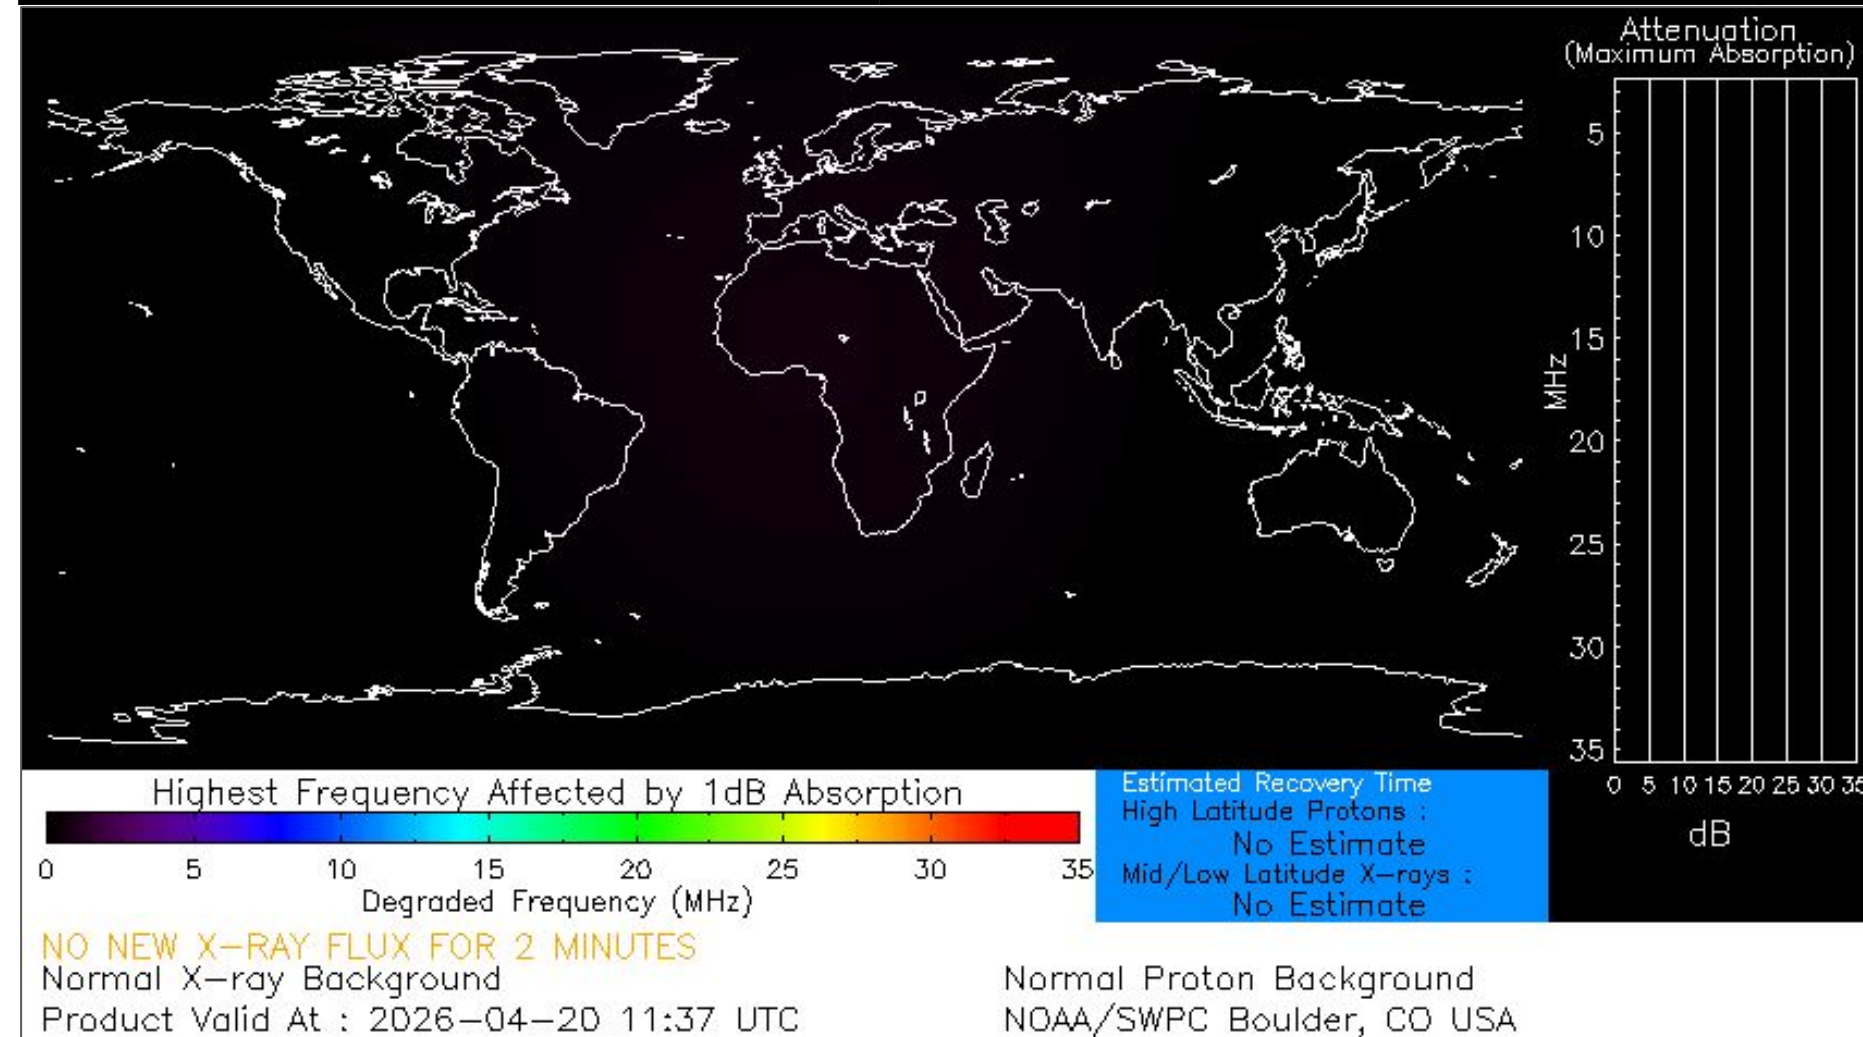 Attenuation
(Maximum Absorption)
5
10
15
20
25
30
35
MHz
0 5 10 15 20 25 30 35
dB
Highest Frequency Affected by 1dB Absorption
0 5 10 15 20 25 30 35
Degraded Frequency (MHz)
Estimated Recovery Time
High Latitude Protons :
No Estimate
Mid/Low Latitude X-rays :
No Estimate
NO NEW X-RAY FLUX FOR 2 MINUTES
Normal X-ray Background
Normal Proton Background
Product Valid At : 2026-04-20 11:37 UTC
NOAA/SWPC Boulder, CO USA